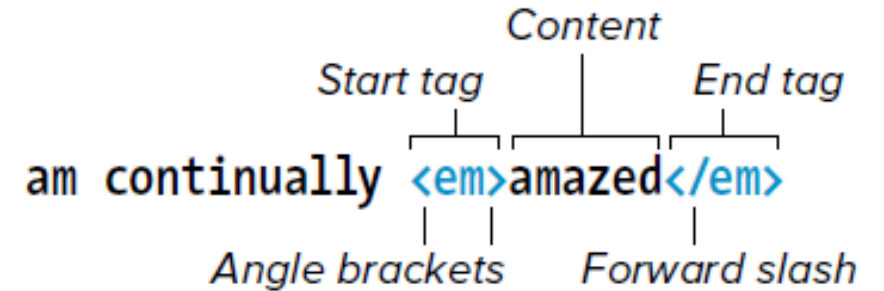 Content
Start tag End tag
am continually <em>amazed</em>
Angle brackets Forward slash